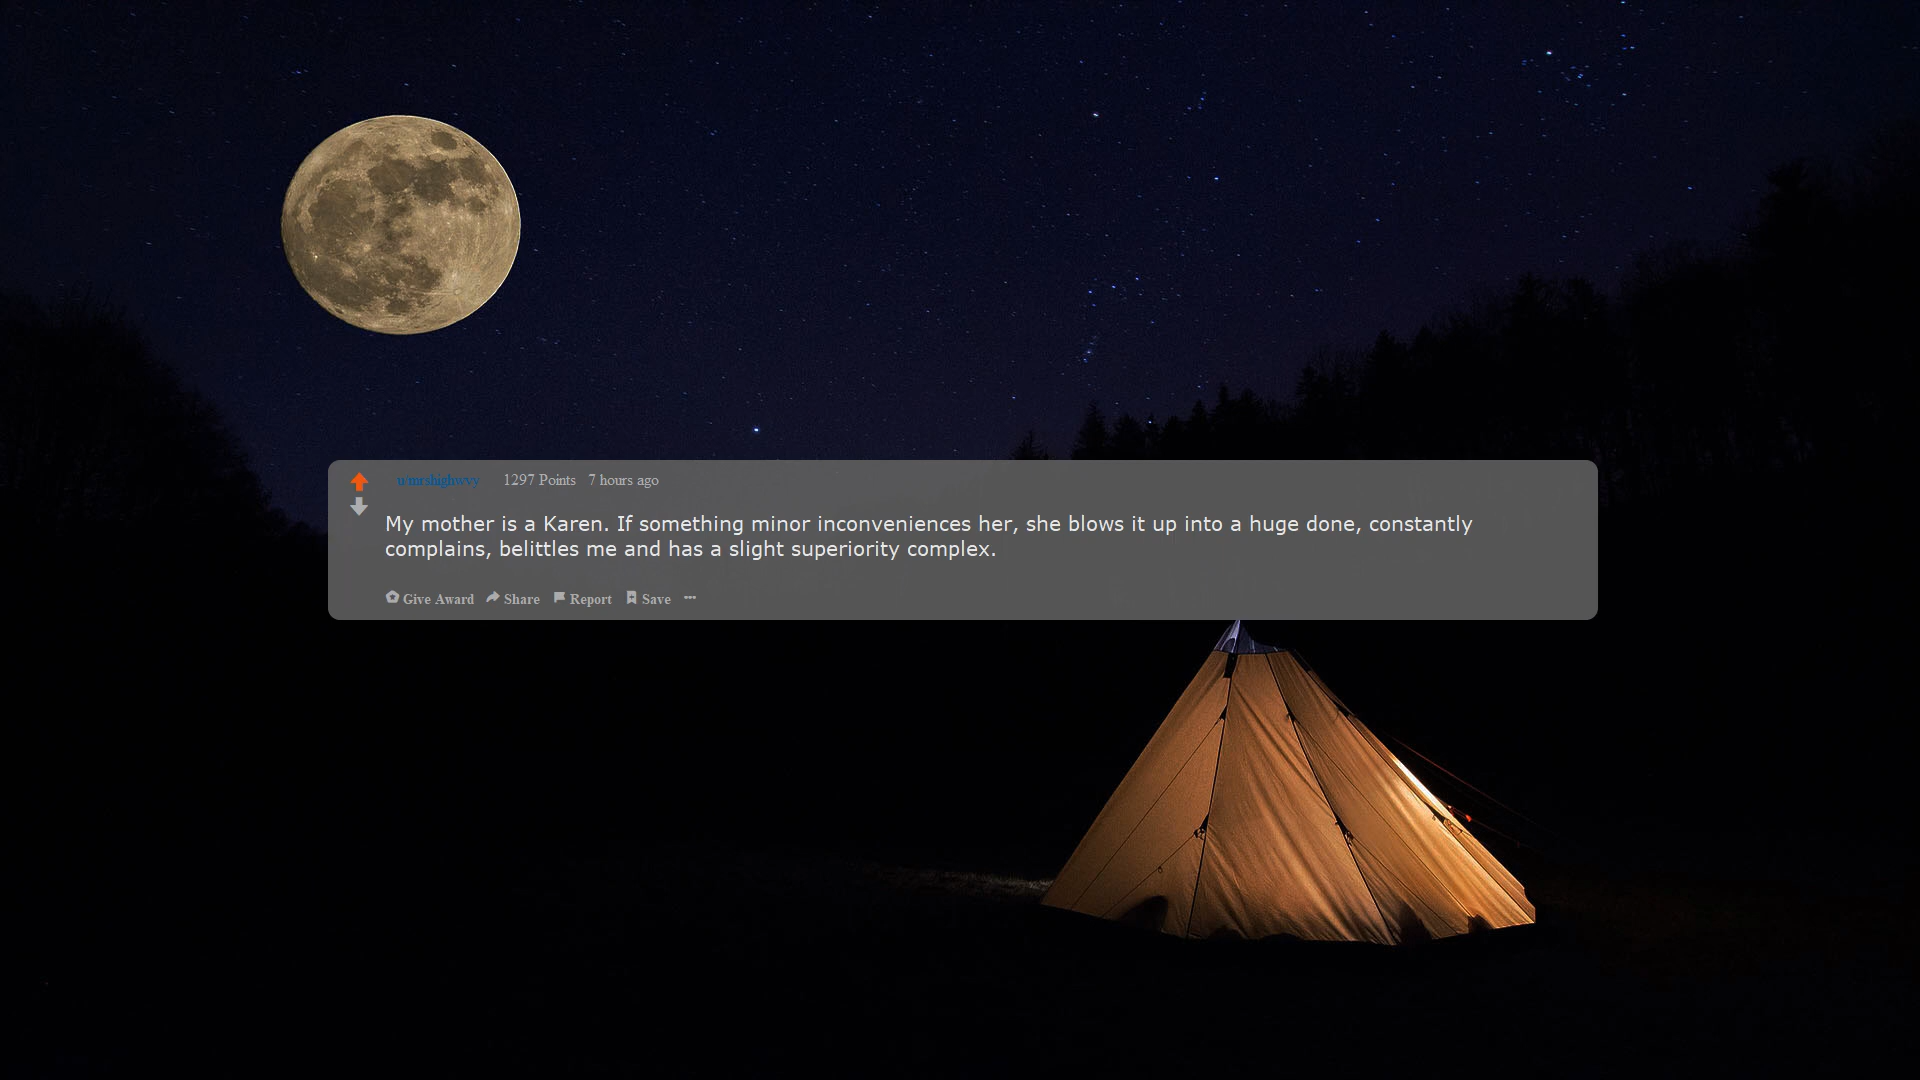 u/mrshighwvy 1297 Points 7 hours ago
My mother is a Karen. If something minor inconveniences her, she blows it up into a huge done, constantly
complains, belittles me and has a slight superiority complex.
Give Award Share Report Save